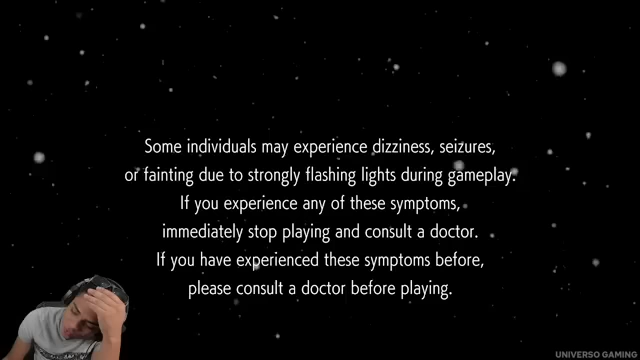 Some individuals may experience dizziness, seizures,
or fainting due to strongly flashing lights during gameplay.
If you experience any of these symptoms,
immediately stop playing and consult a doctor.
If you have experienced these symptoms before,
please consult a doctor before playing.
UNIVERSO GAMING